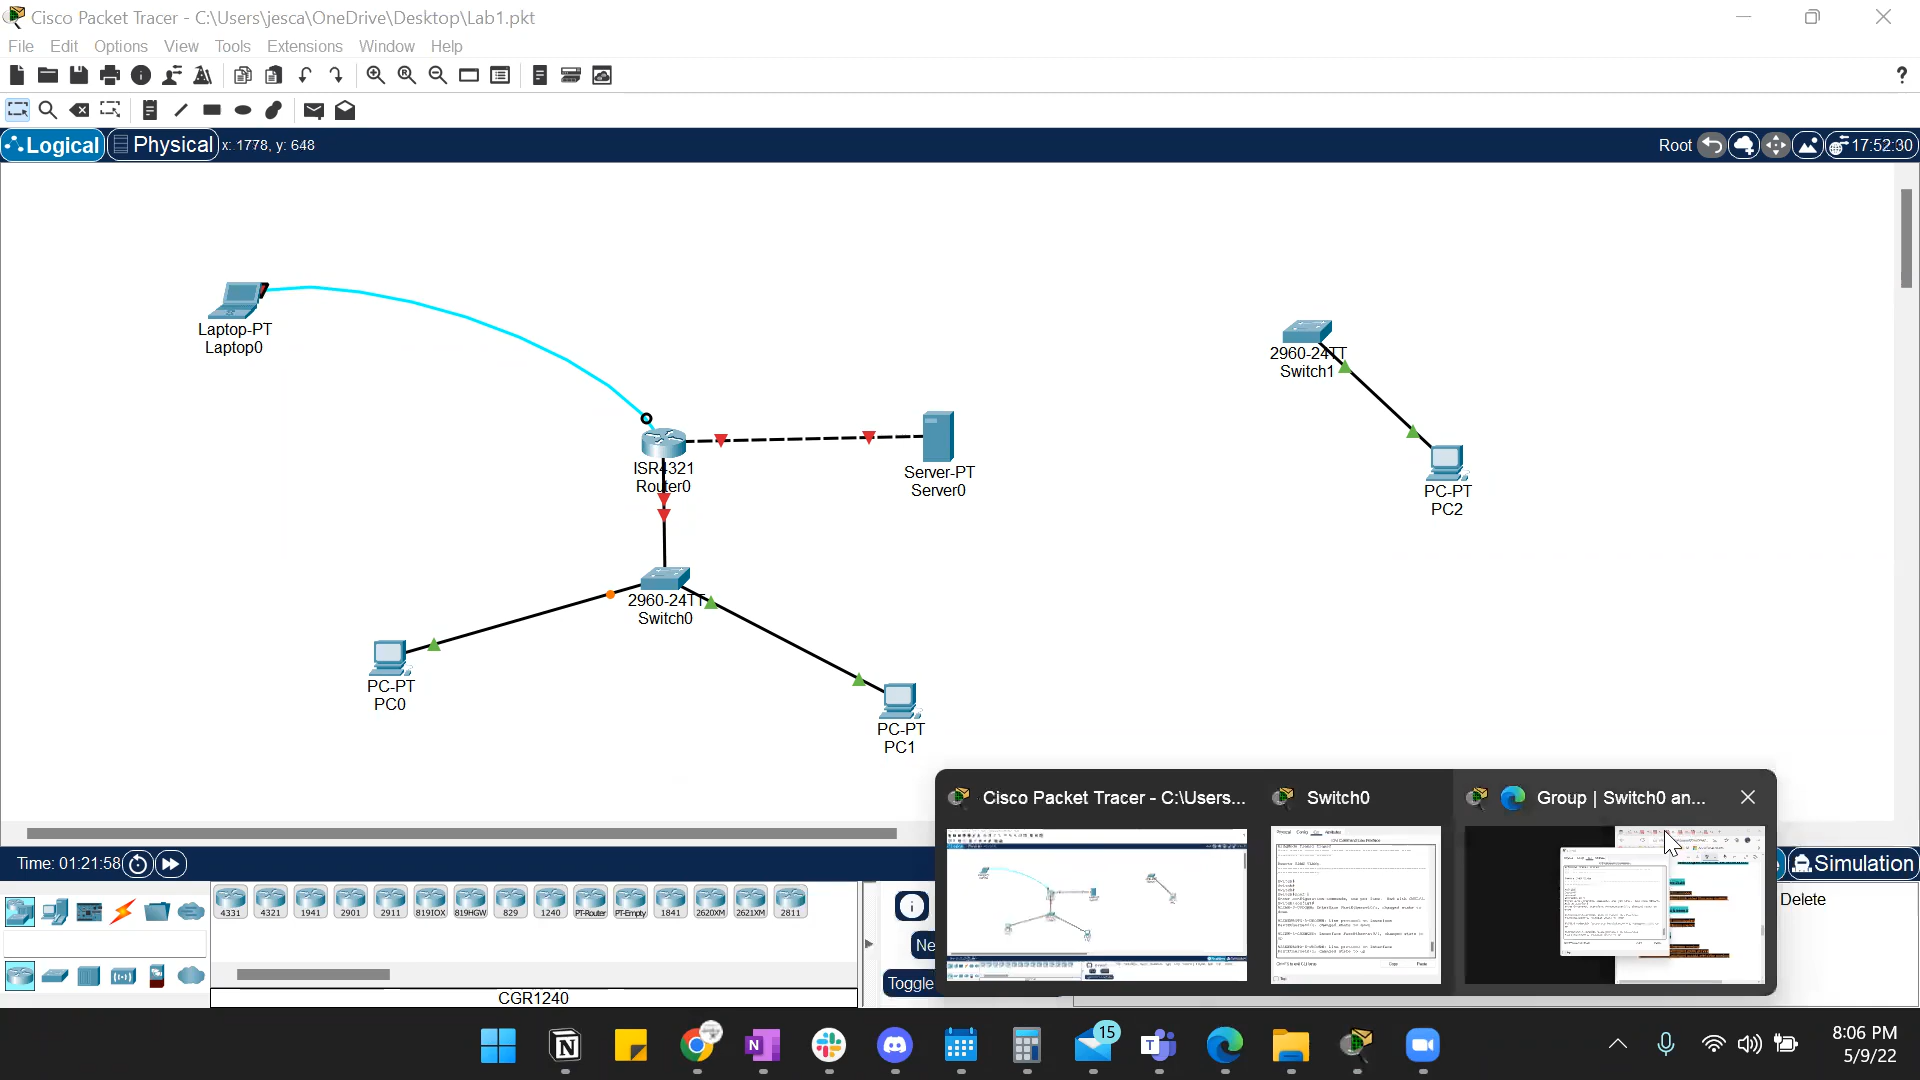 Cisco Packet Tracer - C:\Users\jesca\OneDrive\Desktop\Lab1.pkt
File Edit Options View Tools Extensions Window Help
?
Logical Physical x: 1778, y: 648 Root 17:52:30
Laptop-PT
Laptop0
2960-24TT
Switch1
ISR4321
Router0
Server-PT
Server0
PC-PT
PC2
2960-24TT
Switch0
PC-PT
PC0
PC-PT
PC1
Cisco Packet Tracer - C:\Users... Switch0 Group | Switch0 an...
Time: 01:21:58 Simulation
4331 4321 1941 2901 2911 819IOX 819HGW 829 1240 PT-Router PT-Empty 1841 2620XM 2621XM 2811
Delete
Ne
Toggle
CGR1240
15
8:06 PM
5/9/22